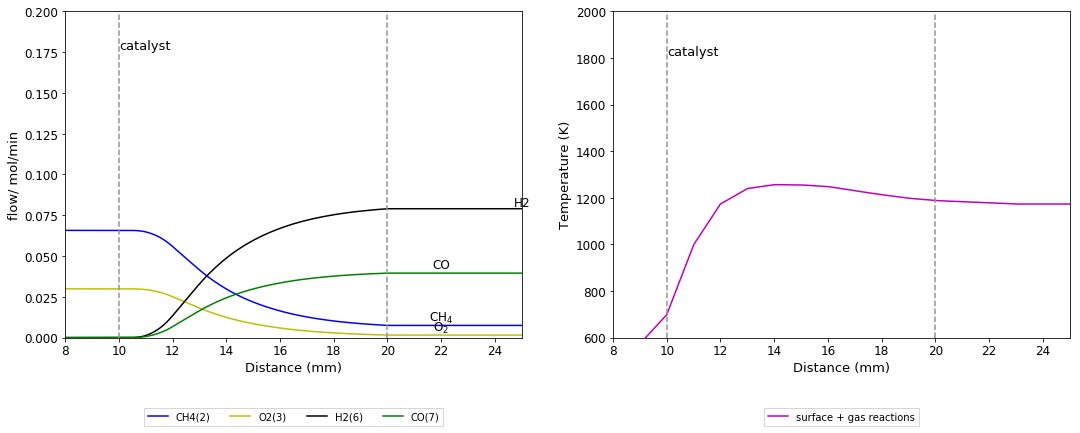 0.200
0.175
0.150
0.125
0.100
0.075
0.050
0.025
0.000
flow/ mol/min
catalyst
H2
CO
CH₄
O₂
8 10 12 14 16 18 20 22 24
Distance (mm)
CH4(2) O2(3) H2(6) CO(7)
2000
1800
1600
1400
1200
1000
800
600
Temperature (K)
catalyst
8 10 12 14 16 18 20 22 24
Distance (mm)
surface + gas reactions